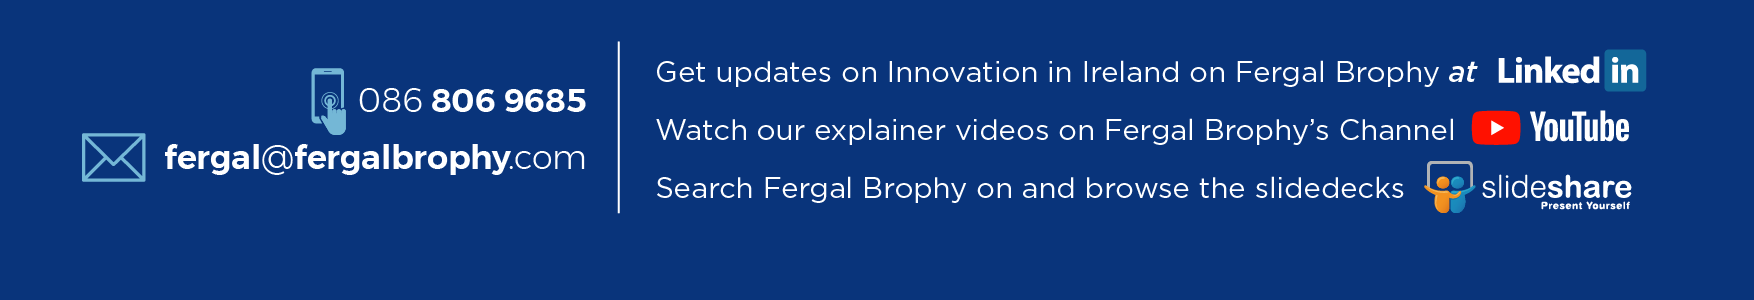 086 806 9685
fergal@fergalbrophy.com
Get updates on Innovation in Ireland on Fergal Brophy at Linked in
Watch our explainer videos on Fergal Brophy’s Channel YouTube
Search Fergal Brophy on and browse the slidedecks slideshare
Present Yourself